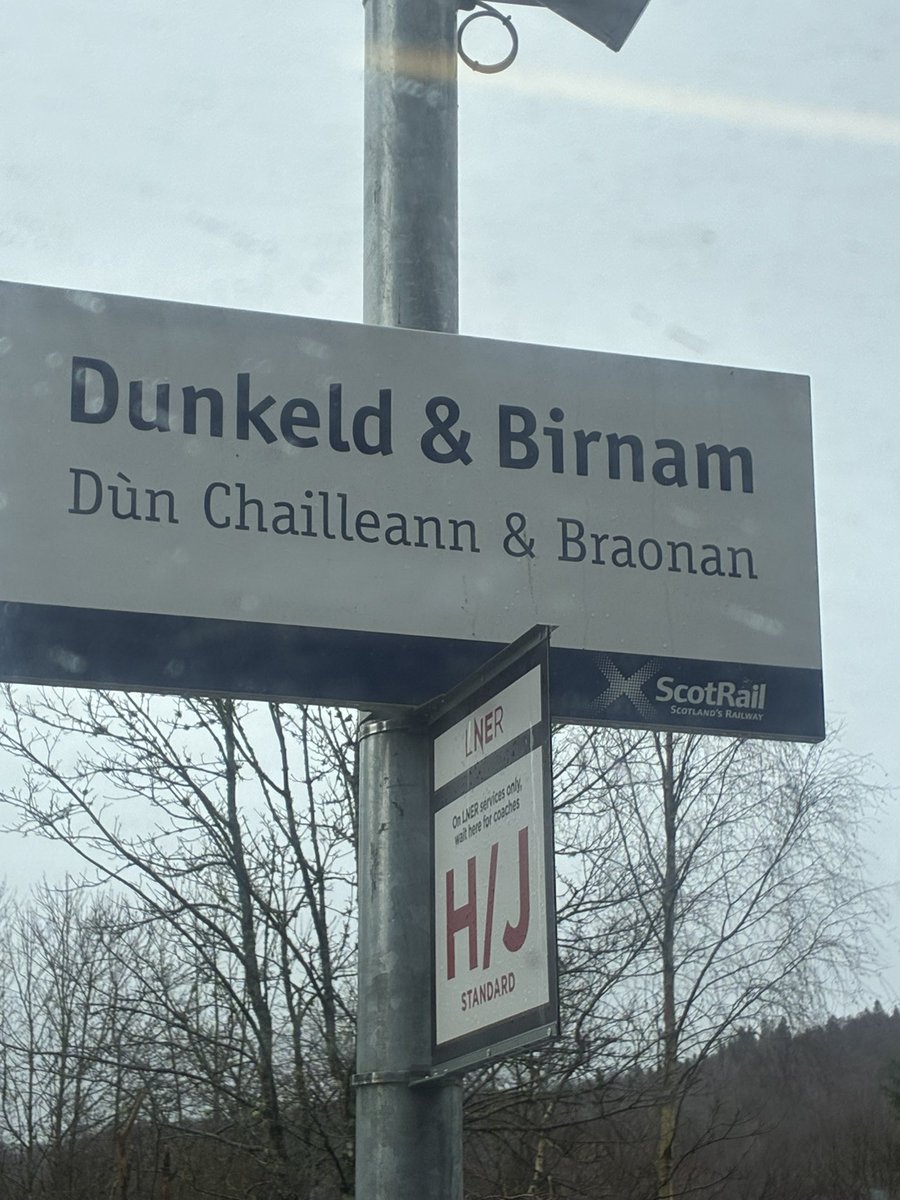 Dunkeld & Birnam
Dùn Chailleann & Braonan
ScotRail
SCOTLAND'S RAILWAY
LNER
On LNER services only,
wait here for coaches
H/J
STANDARD